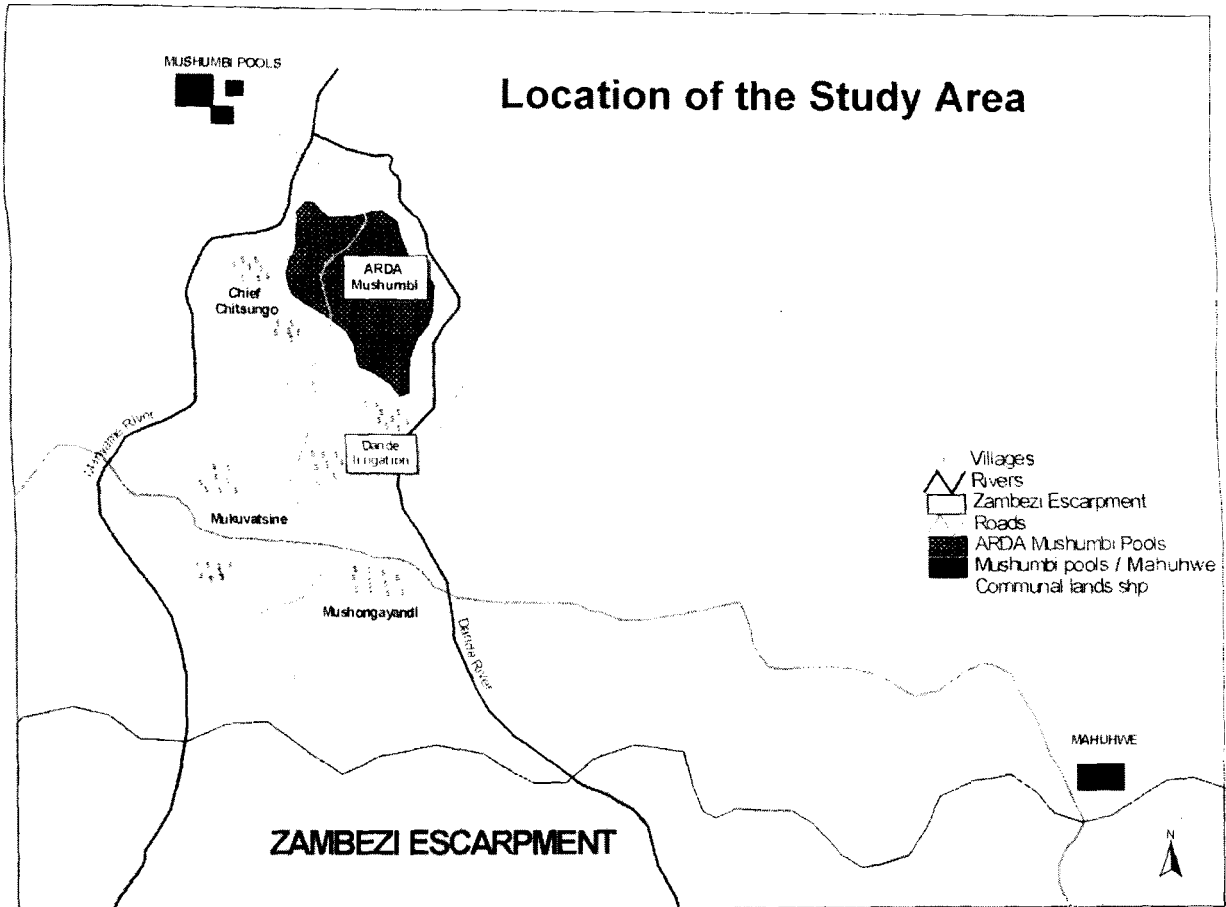 MUSHUMBI POOLS
Location of the Study Area
ARDA
Mushumbi
Chief
Chitsungo
Dande
Irrigation
Mukuvatsine
Mushongayandi
Dande River
Villages
Rivers
Zambezi Escarpment
Roads
ARDA Mushumbi Pools
Mushumbi pools / Mahuhwe
Communal lands shp
MAHUHWE
ZAMBEZI ESCARPMENT
N